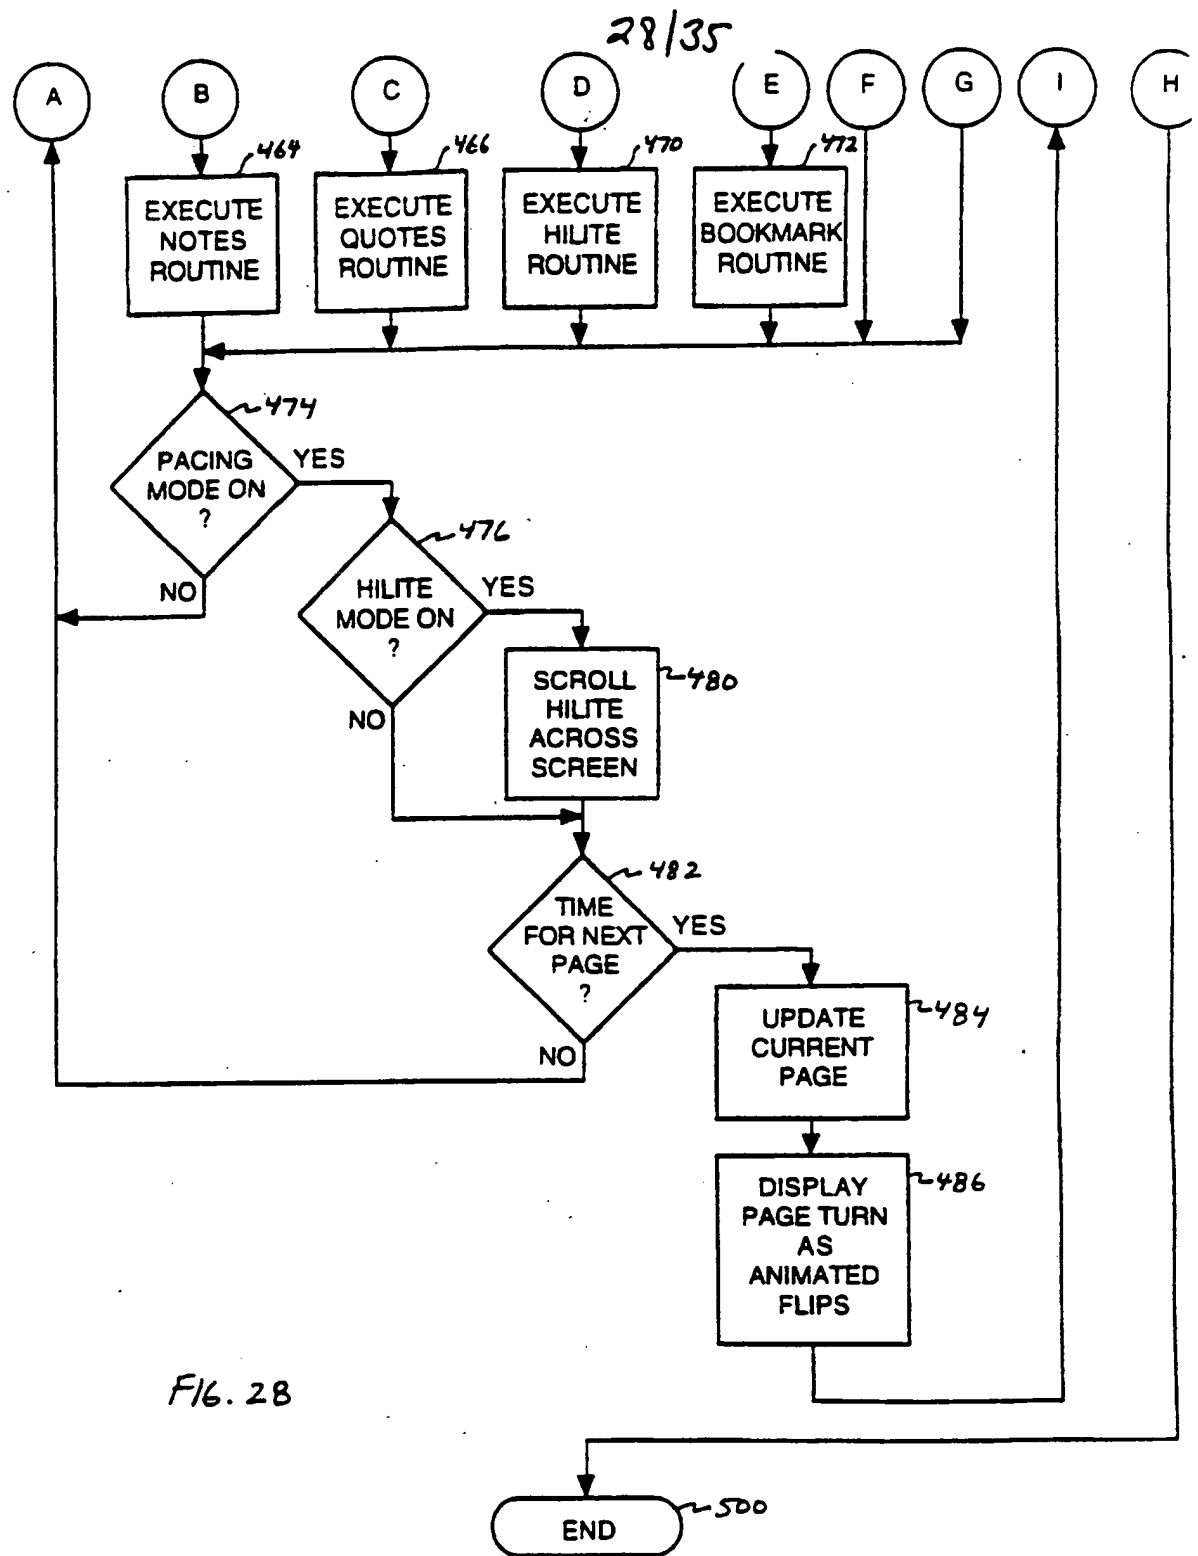 28/35
A
B
C
D
E
F
G
I
H
464
466
470
472
EXECUTE
NOTES
ROUTINE
EXECUTE
QUOTES
ROUTINE
EXECUTE
HILITE
ROUTINE
EXECUTE
BOOKMARK
ROUTINE
474
PACING
MODE ON
?
YES
NO
476
HILITE
MODE ON
?
YES
NO
480
SCROLL
HILITE
ACROSS
SCREEN
482
TIME
FOR NEXT
PAGE
?
YES
NO
484
UPDATE
CURRENT
PAGE
486
DISPLAY
PAGE TURN
AS
ANIMATED
FLIPS
FIG. 28
500
END